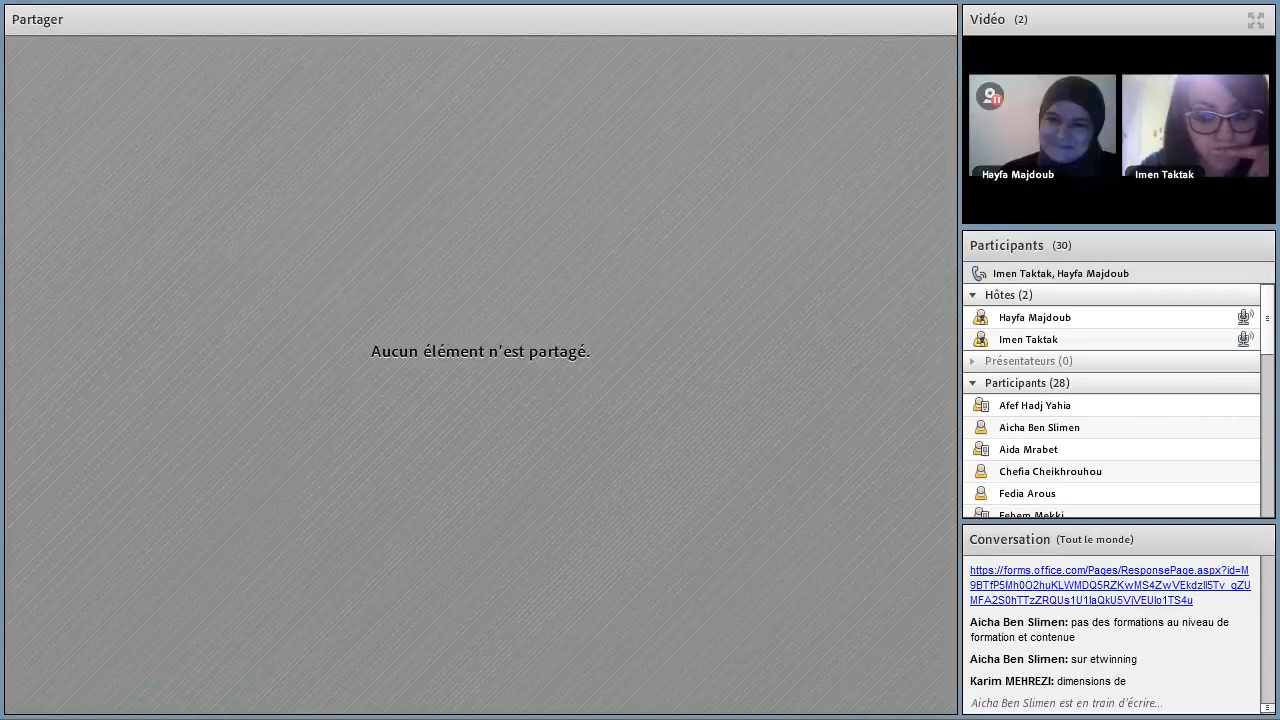 Partager
Aucun élément n'est partagé.
Vidéo (2)
Hayfa Majdoub
Imen Taktak
Participants (30)
Imen Taktak, Hayfa Majdoub
Hôtes (2)
Hayfa Majdoub
Imen Taktak
Présentateurs (0)
Participants (28)
Afef Hadj Yahia
Aicha Ben Slimen
Aida Mrabet
Chefia Cheikhrouhou
Fedia Arous
Fehem Mekki
Conversation (Tout le monde)
https://forms.office.com/Pages/ResponsePage.aspx?id=M
Aicha Ben Slimen: pas des formations au niveau de
formation et contenue
Aicha Ben Slimen: sur etwinning
Karim MEHREZI: dimensions de
Aicha Ben Slimen est en train d'écrire...